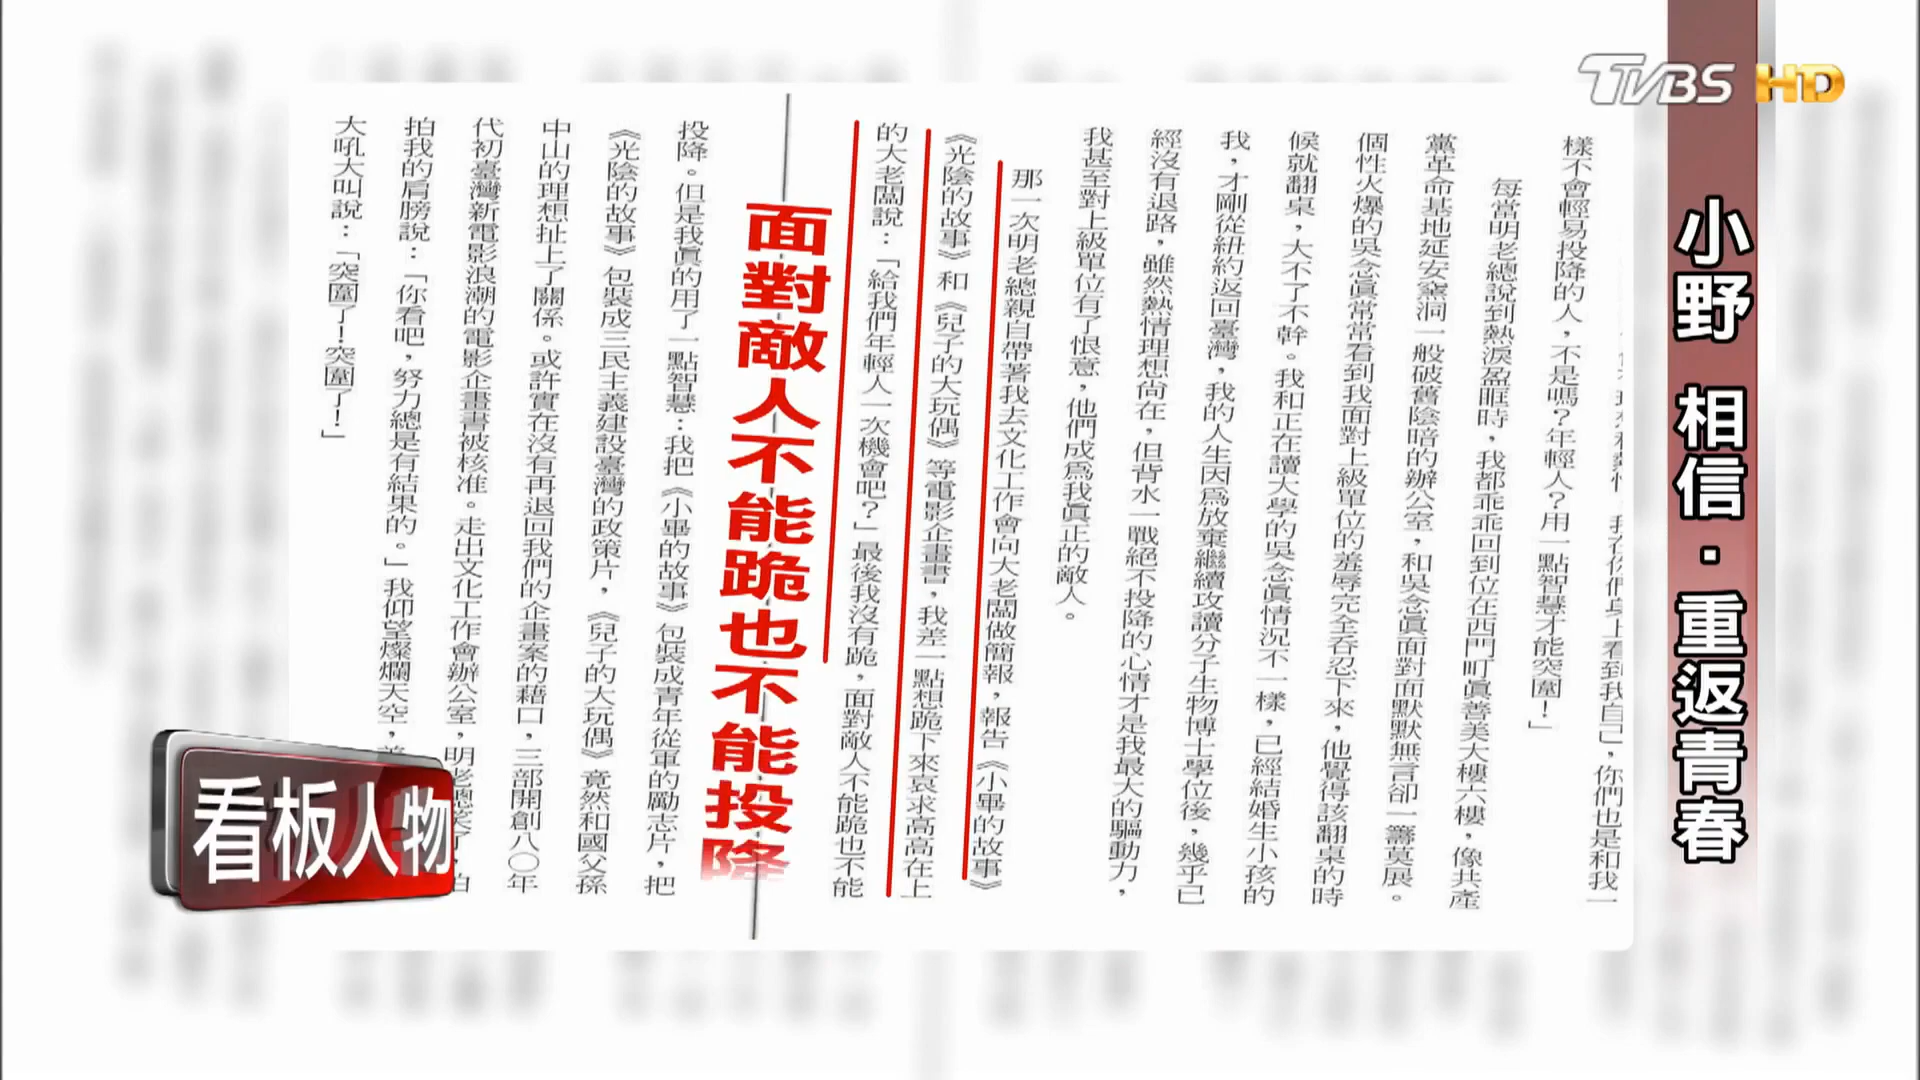 TVBS HD
小野 相信·重返青春
樣不會輕易投降的人，不是嗎？年輕人？用一點智慧才能突圍！」
每當明老總說到熱淚盈眶時，我都乖乖回到位在西門町真善美大樓六樓，像共產
黨革命基地延安窯洞一般破舊陰暗的辦公室，和吳念真面對面默默無言卻一籌莫展。
個性火爆的吳念真常常看到我面對上級單位的羞辱完全吞忍下來，他覺得該翻桌的時
候就翻桌，大不了不幹。我和正在讀大學的吳念真情況不一樣，已經結婚生小孩的
我，才剛從紐約返回臺灣，我的人生因為放棄繼續攻讀分子生物博士學位後，幾乎已
經沒有退路，雖然熱情理想尚在，但背水一戰絕不投降的心情才是我最大的驅動力，
我甚至對上級單位有了恨意，他們成為我真正的敵人。
那一次明老總親自帶著我去文化工作會向大老闆做簡報，報告《小畢的故事》
《光陰的故事》和《兒子的大玩偶》等電影企畫書，我差一點想跪下來哀求高高在上
的大老闆說：「給我們年輕人一次機會吧？」最後我沒有跪，面對敵人不能跪也不能
面對敵人不能跪也不能投降
投降。但是我真的用了一點智慧：我把《小畢的故事》包裝成青年從軍的勵志片，把
《光陰的故事》包裝成三民主義建設臺灣的政策片，《兒子的大玩偶》竟然和國父孫
中山的理想扯上了關係。或許實在沒有再退回我們的企畫案的藉口，三部開創八〇年
代初臺灣新電影浪潮的電影企畫書被核准。走出文化工作會辦公室，明老總笑了，拍
拍我的肩膀說：「你看吧，努力總是有結果的。」我仰望燦爛天空，
大吼大叫說：「突圍了！突圍了！」
看板人物